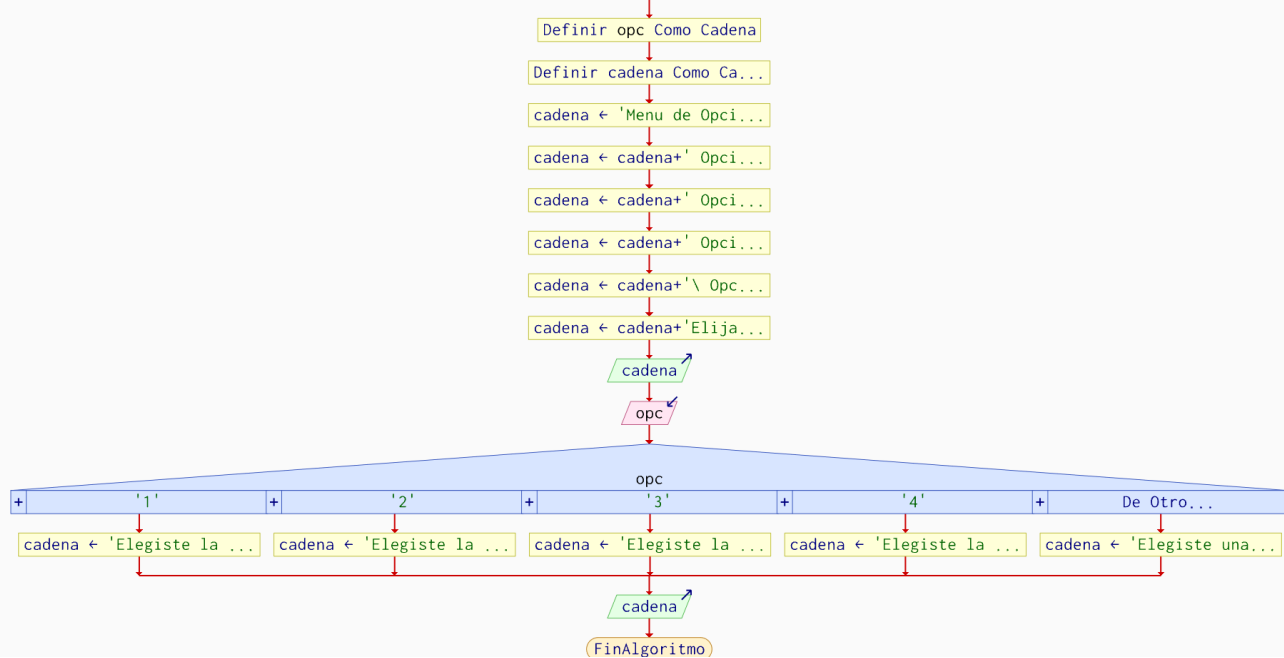 Definir opc Como Cadena
Definir cadena Como Ca...
cadena ← 'Menu de Opci...
cadena ← cadena+' Opci...
cadena ← cadena+' Opci...
cadena ← cadena+' Opci...
cadena ← cadena+'\ Opc...
cadena ← cadena+'Elija...
cadena
opc
opc
+ '1' + '2' + '3' + '4' + De Otro...
cadena ← 'Elegiste la ... cadena ← 'Elegiste la ... cadena ← 'Elegiste la ... cadena ← 'Elegiste la ... cadena ← 'Elegiste una...
cadena
FinAlgoritmo